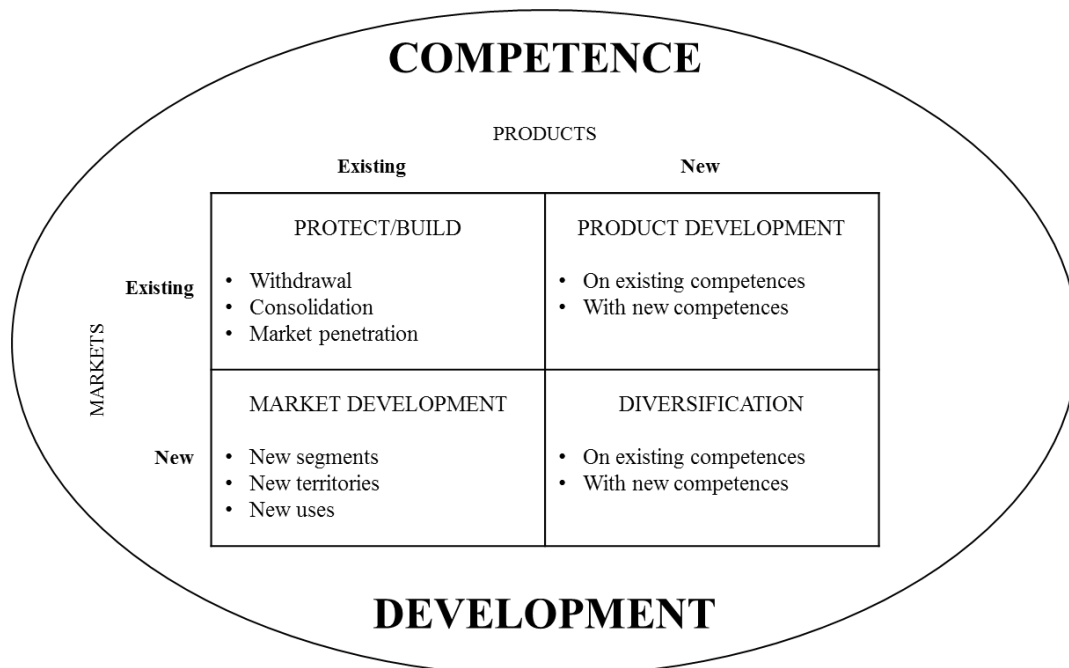 COMPETENCE
PRODUCTS
Existing New
PROTECT/BUILD
• Withdrawal
• Consolidation
• Market penetration
PRODUCT DEVELOPMENT
• On existing competences
• With new competences
Existing
MARKETS
New
MARKET DEVELOPMENT
• New segments
• New territories
• New uses
DIVERSIFICATION
• On existing competences
• With new competences
DEVELOPMENT